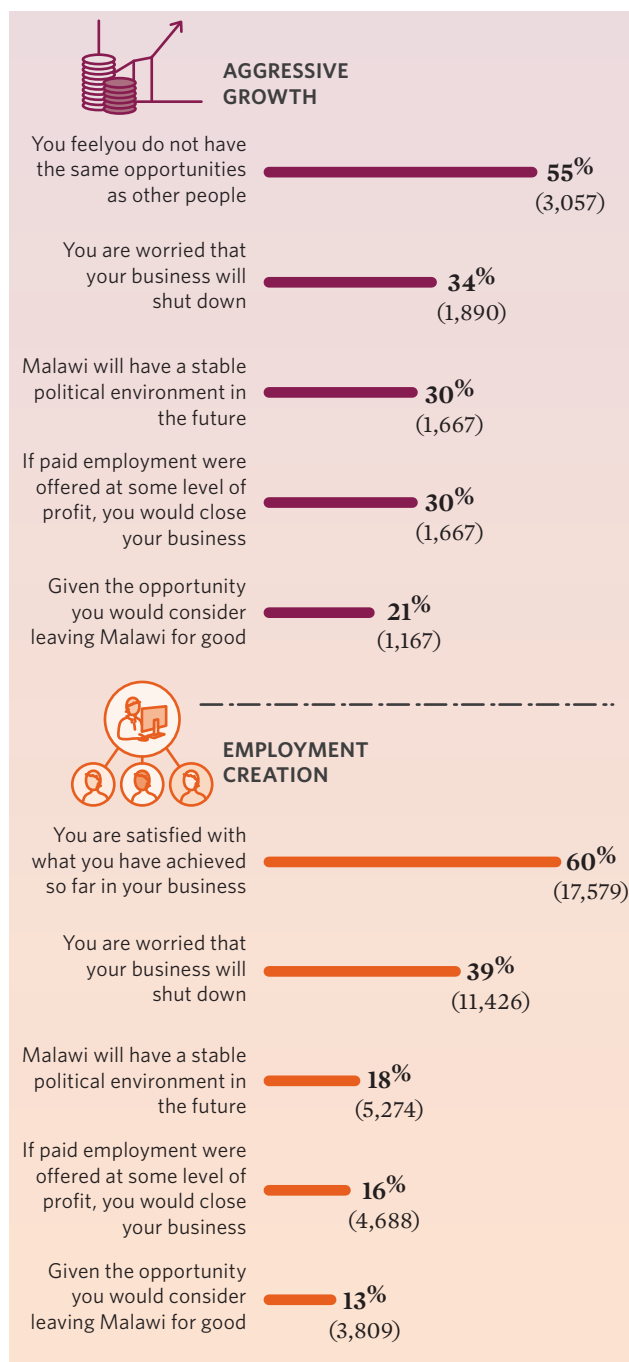 AGGRESSIVE
GROWTH
You feelyou do not have
the same opportunities
as other people
55%
(3,057)
You are worried that
your business will
shut down
34%
(1,890)
Malawi will have a stable
political environment in
the future
30%
(1,667)
If paid employment were
offered at some level of
profit, you would close
your business
30%
(1,667)
Given the opportunity
you would consider
leaving Malawi for good
21%
(1,167)
EMPLOYMENT
CREATION
You are satisfied with
what you have achieved
so far in your business
60%
(17,579)
You are worried that
your business will
shut down
39%
(11,426)
Malawi will have a stable
political environment in
the future
18%
(5,274)
If paid employment were
offered at some level of
profit, you would close
your business
16%
(4,688)
Given the opportunity
you would consider
leaving Malawi for good
13%
(3,809)